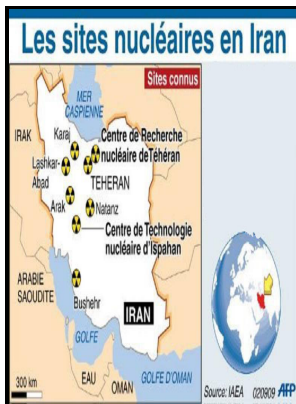 Les sites nucléaires en Iran
Sites connus
MER
CASPIENNE
IRAK
Karaj
Centre de Recherche
nucléaire de Téhéran
Lashkar-
Abad
TEHERAN
Arak
Natanz
Centre de Technologie
nucléaire d'Ispahan
ARABIE
SAOUDITE
Bushehr
IRAN
GOLFE
300 km
EAU
OMAN
GOLFE D'OMAN
Source: IAEA 020909 AFP